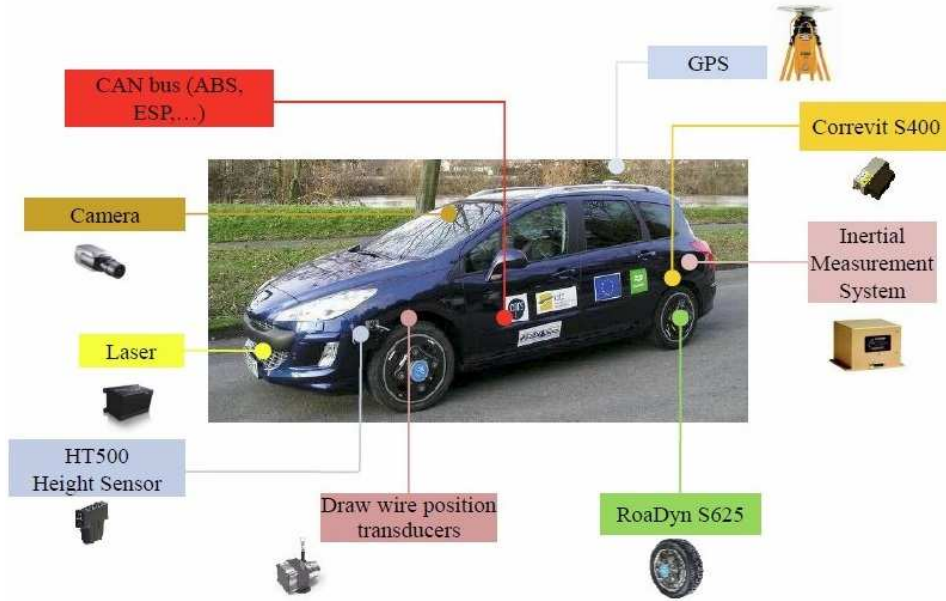 GPS
CAN bus (ABS,
ESP,…)
Correvit S400
Camera
Inertial
Measurement
System
Laser
HT500
Height Sensor
Draw wire position
transducers
RoaDyn S625